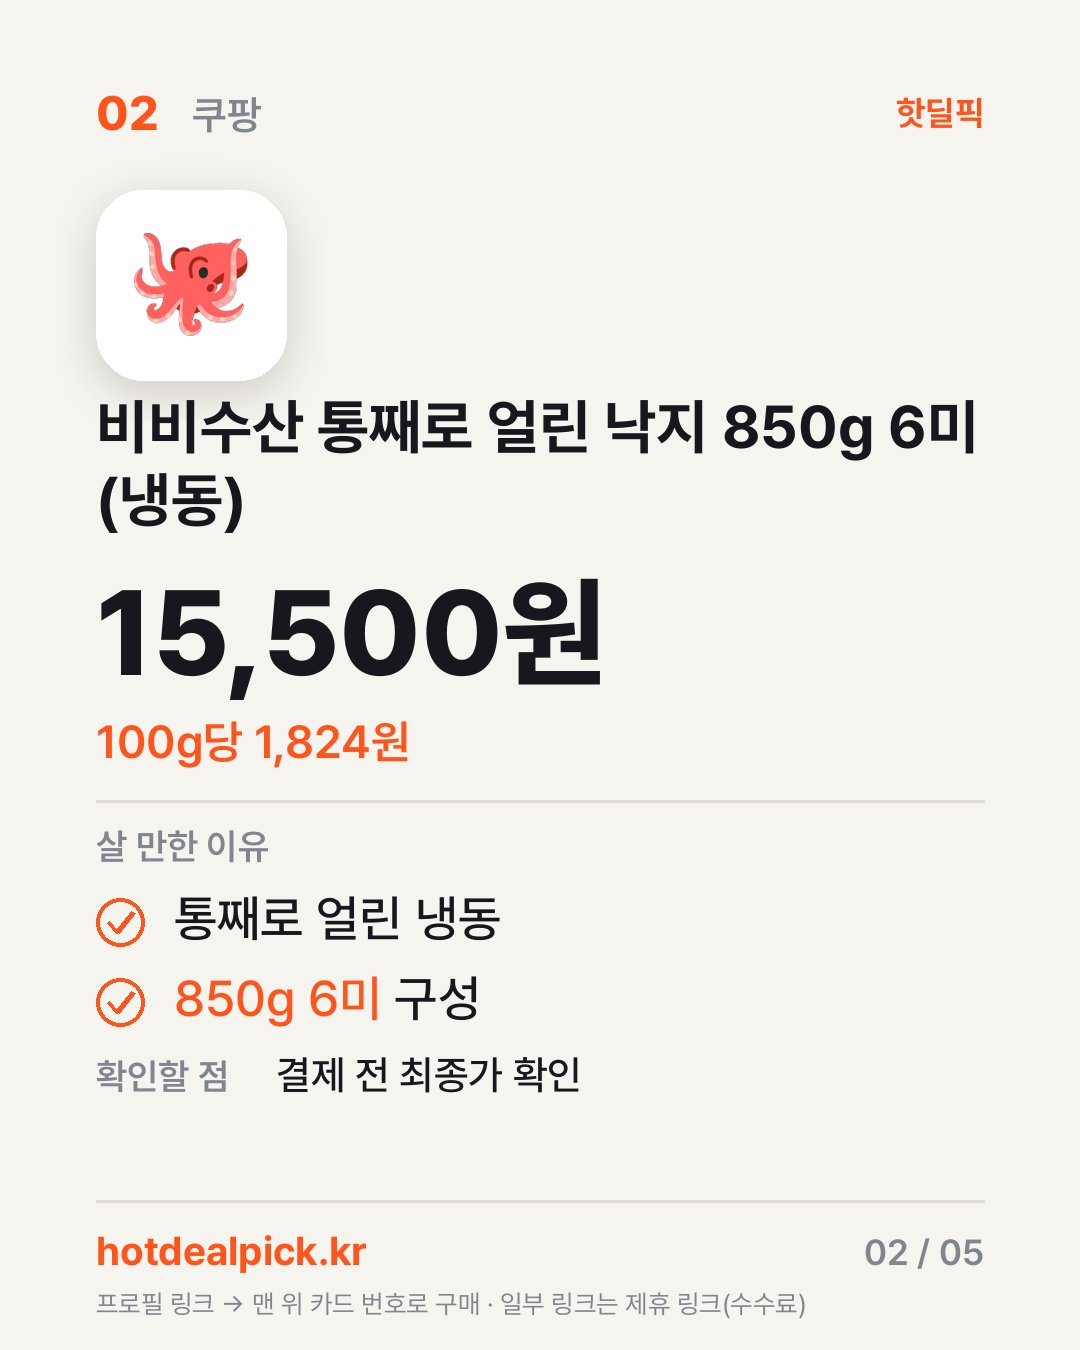 02 쿠팡
핫딜픽
비비수산 통째로 얼린 낙지 850g 6미
(냉동)
15,500원
100g당 1,824원
살 만한 이유
통째로 얼린 냉동
850g 6미 구성
확인할 점 결제 전 최종가 확인
hotdealpick.kr
02 / 05
프로필 링크 → 맨 위 카드 번호로 구매 · 일부 링크는 제휴 링크(수수료)